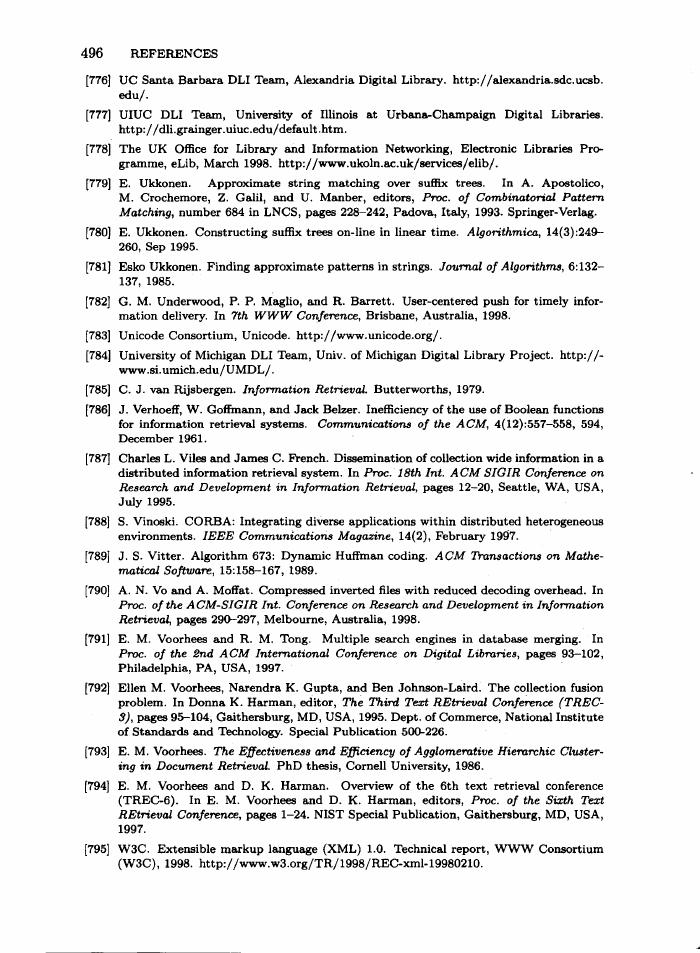 496 REFERENCES
[776] UC Santa Barbara DLI Team, Alexandria Digital Library. http://alexandria.sdc.ucsb.
edu/.
[777] UIUC DLI Team, University of Illinois at Urbana-Champaign Digital Libraries.
http://dli.grainger.uiuc.edu/default.htm.
[778] The UK Office for Library and Information Networking, Electronic Libraries Pro-
gramme, eLib, March 1998. http://www.ukoln.ac.uk/services/elib/.
[779] E. Ukkonen. Approximate string matching over suffix trees. In A. Apostolico,
M. Crochemore, Z. Galil, and U. Manber, editors, Proc. of Combinatorial Pattern
Matching, number 684 in LNCS, pages 228–242, Padova, Italy, 1993. Springer-Verlag.
[780] E. Ukkonen. Constructing suffix trees on-line in linear time. Algorithmica, 14(3):249–
260, Sep 1995.
[781] Esko Ukkonen. Finding approximate patterns in strings. Journal of Algorithms, 6:132–
137, 1985.
[782] G. M. Underwood, P. P. Maglio, and R. Barrett. User-centered push for timely infor-
mation delivery. In 7th WWW Conference, Brisbane, Australia, 1998.
[783] Unicode Consortium, Unicode. http://www.unicode.org/.
[784] University of Michigan DLI Team, Univ. of Michigan Digital Library Project. http://-
www.si.umich.edu/UMDL/.
[785] C. J. van Rijsbergen. Information Retrieval. Butterworths, 1979.
[786] J. Verhoeff, W. Goffmann, and Jack Belzer. Inefficiency of the use of Boolean functions
for information retrieval systems. Communications of the ACM, 4(12):557–558, 594,
December 1961.
[787] Charles L. Viles and James C. French. Dissemination of collection wide information in a
distributed information retrieval system. In Proc. 18th Int. ACM SIGIR Conference on
Research and Development in Information Retrieval, pages 12–20, Seattle, WA, USA,
July 1995.
[788] S. Vinoski. CORBA: Integrating diverse applications within distributed heterogeneous
environments. IEEE Communications Magazine, 14(2), February 1997.
[789] J. S. Vitter. Algorithm 673: Dynamic Huffman coding. ACM Transactions on Mathe-
matical Software, 15:158–167, 1989.
[790] A. N. Vo and A. Moffat. Compressed inverted files with reduced decoding overhead. In
Proc. of the ACM-SIGIR Int. Conference on Research and Development in Information
Retrieval, pages 290–297, Melbourne, Australia, 1998.
[791] E. M. Voorhees and R. M. Tong. Multiple search engines in database merging. In
Proc. of the 2nd ACM International Conference on Digital Libraries, pages 93–102,
Philadelphia, PA, USA, 1997.
[792] Ellen M. Voorhees, Narendra K. Gupta, and Ben Johnson-Laird. The collection fusion
problem. In Donna K. Harman, editor, The Third Text REtrieval Conference (TREC-
3), pages 95–104, Gaithersburg, MD, USA, 1995. Dept. of Commerce, National Institute
of Standards and Technology. Special Publication 500-226.
[793] E. M. Voorhees. The Effectiveness and Efficiency of Agglomerative Hierarchic Cluster-
ing in Document Retrieval. PhD thesis, Cornell University, 1986.
[794] E. M. Voorhees and D. K. Harman. Overview of the 6th text retrieval conference
(TREC-6). In E. M. Voorhees and D. K. Harman, editors, Proc. of the Sixth Text
REtrieval Conference, pages 1–24. NIST Special Publication, Gaithersburg, MD, USA,
1997.
[795] W3C. Extensible markup language (XML) 1.0. Technical report, WWW Consortium
(W3C), 1998. http://www.w3.org/TR/1998/REC-xml-19980210.